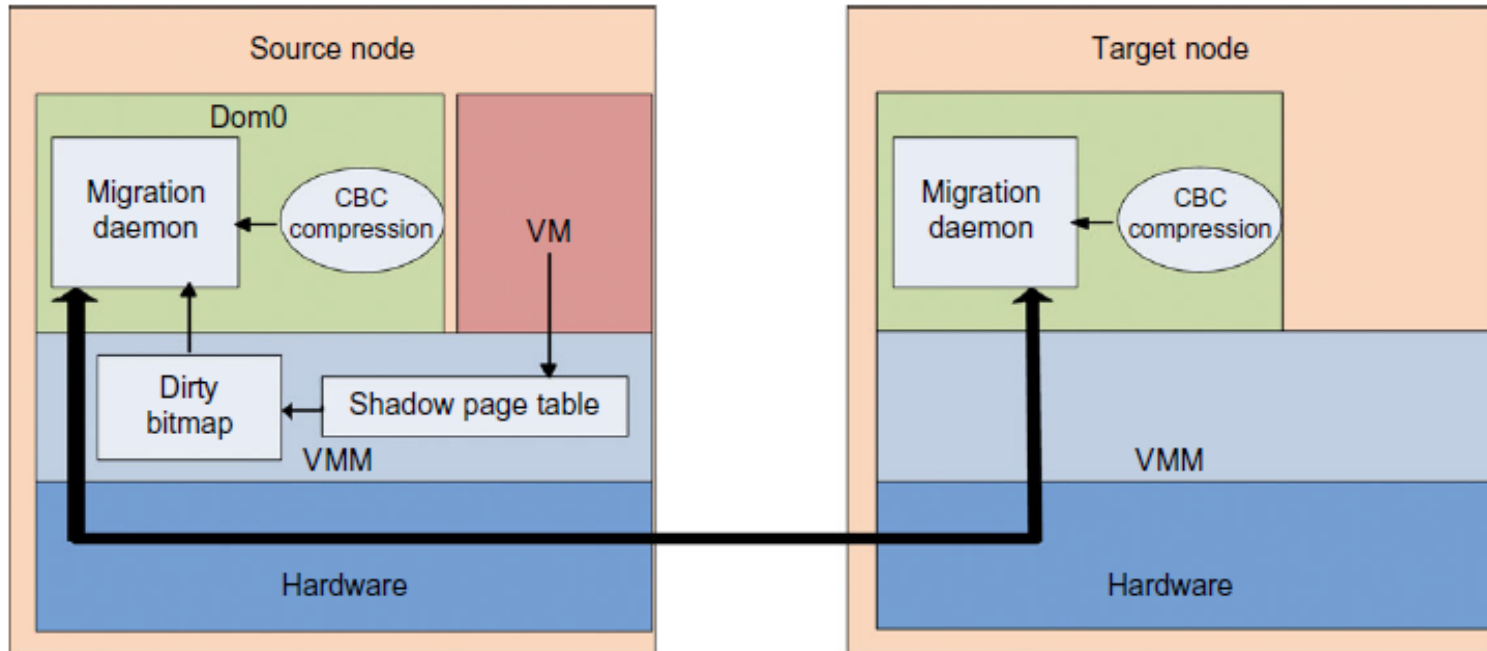 Source node
Dom0
Migration
daemon
CBC
compression
VM
Dirty
bitmap
Shadow page table
VMM
Hardware
Target node
Migration
daemon
CBC
compression
VMM
Hardware